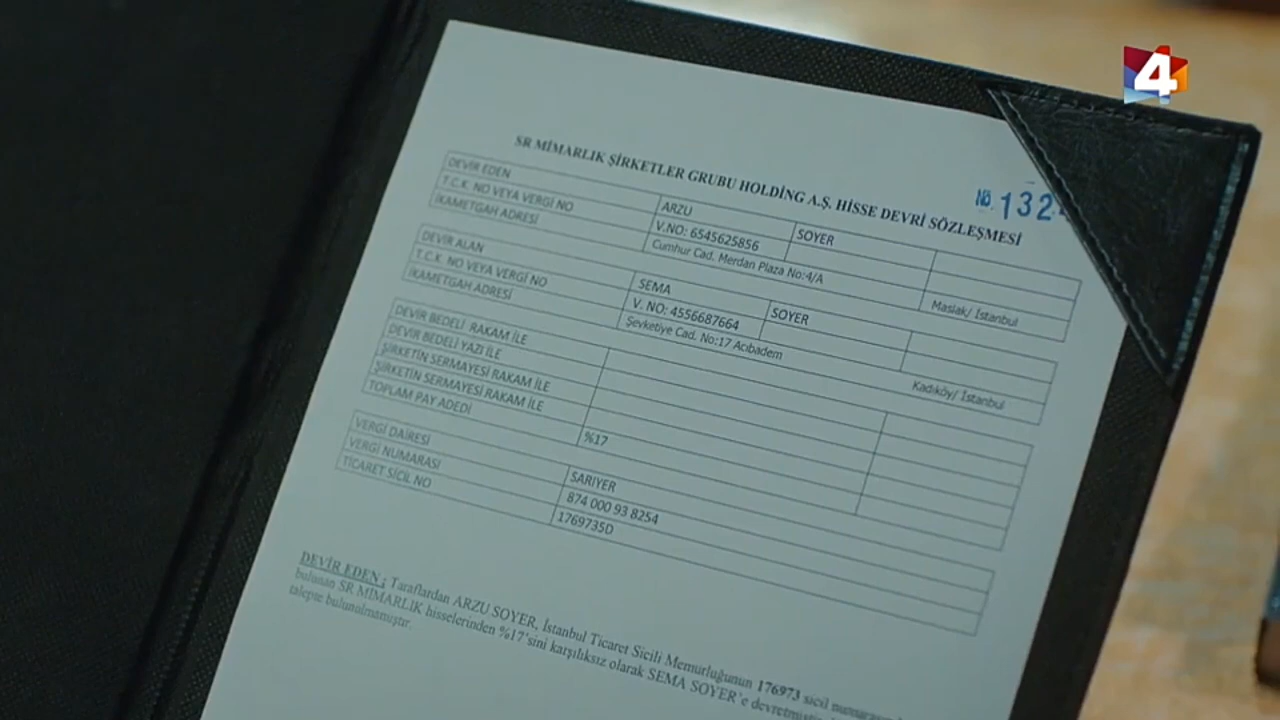 4
SR MİMARLIK ŞİRKETLER GRUBU HOLDİNG A.Ş. HİSSE DEVRİ SÖZLEŞMESİ
No. 132
DEVİR EDEN ARZU SOYER
T.C.K. NO VEYA VERGİ NO V.NO: 6545625856
İKAMETGAH ADRESİ Cumhur Cad. Merdan Plaza No:4/A Maslak/ İstanbul
DEVİR ALAN SEMA SOYER
T.C.K. NO VEYA VERGİ NO V. NO: 4556687664
İKAMETGAH ADRESİ Şevketiye Cad. No:17 Acıbadem Kadıköy/ İstanbul
DEVİR BEDELİ RAKAM İLE
DEVİR BEDELİ YAZI İLE
ŞİRKETİN SERMAYESİ RAKAM İLE
ŞİRKETİN SERMAYESİ RAKAM İLE
TOPLAM PAY ADEDİ %17
VERGİ DAİRESİ SARIYER
VERGİ NUMARASI 874 000 93 8254
TİCARET SİCİL NO 1769735D
DEVİR EDEN ; Taraflardan ARZU SOYER, İstanbul Ticaret Sicili Memurluğunun 176973 sicil
bulunan SR MİMARLIK hisselerinden %17'sini karşılıksız olarak SEMA SOYER'e
talepte bulunulmamıştır.